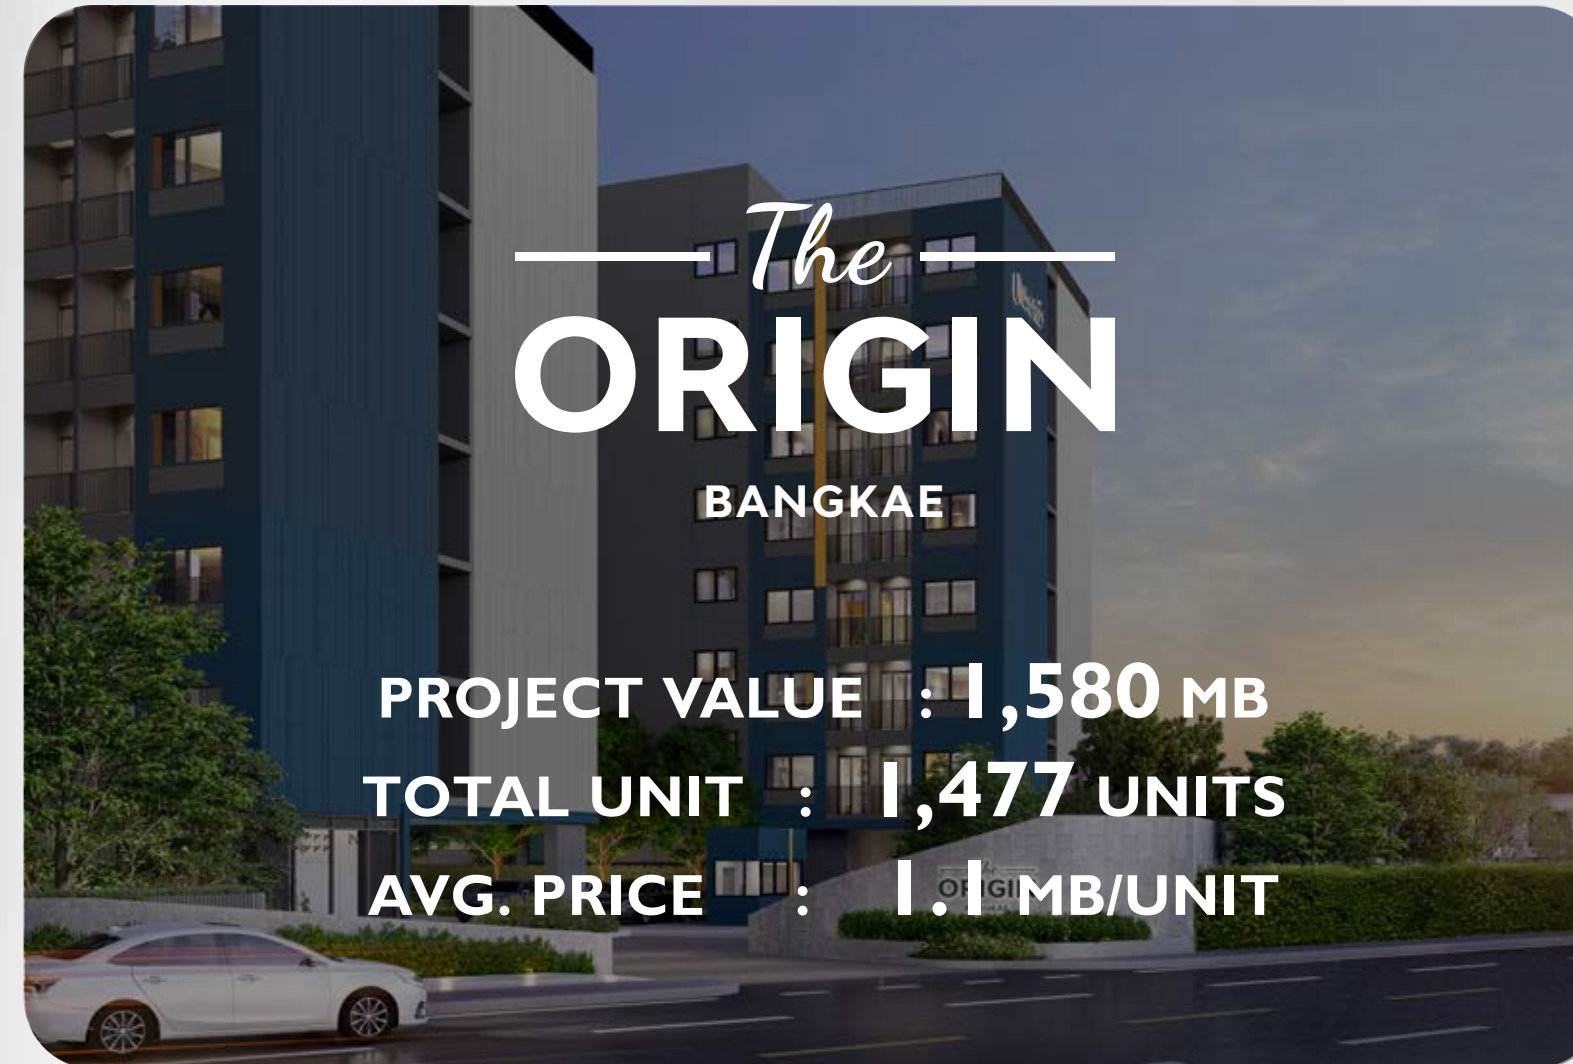 The
ORIGIN
BANGKAE
PROJECT VALUE : 1,580 MB
TOTAL UNIT : 1,477 UNITS
AVG. PRICE : 1.1 MB/UNIT
ORIGIN